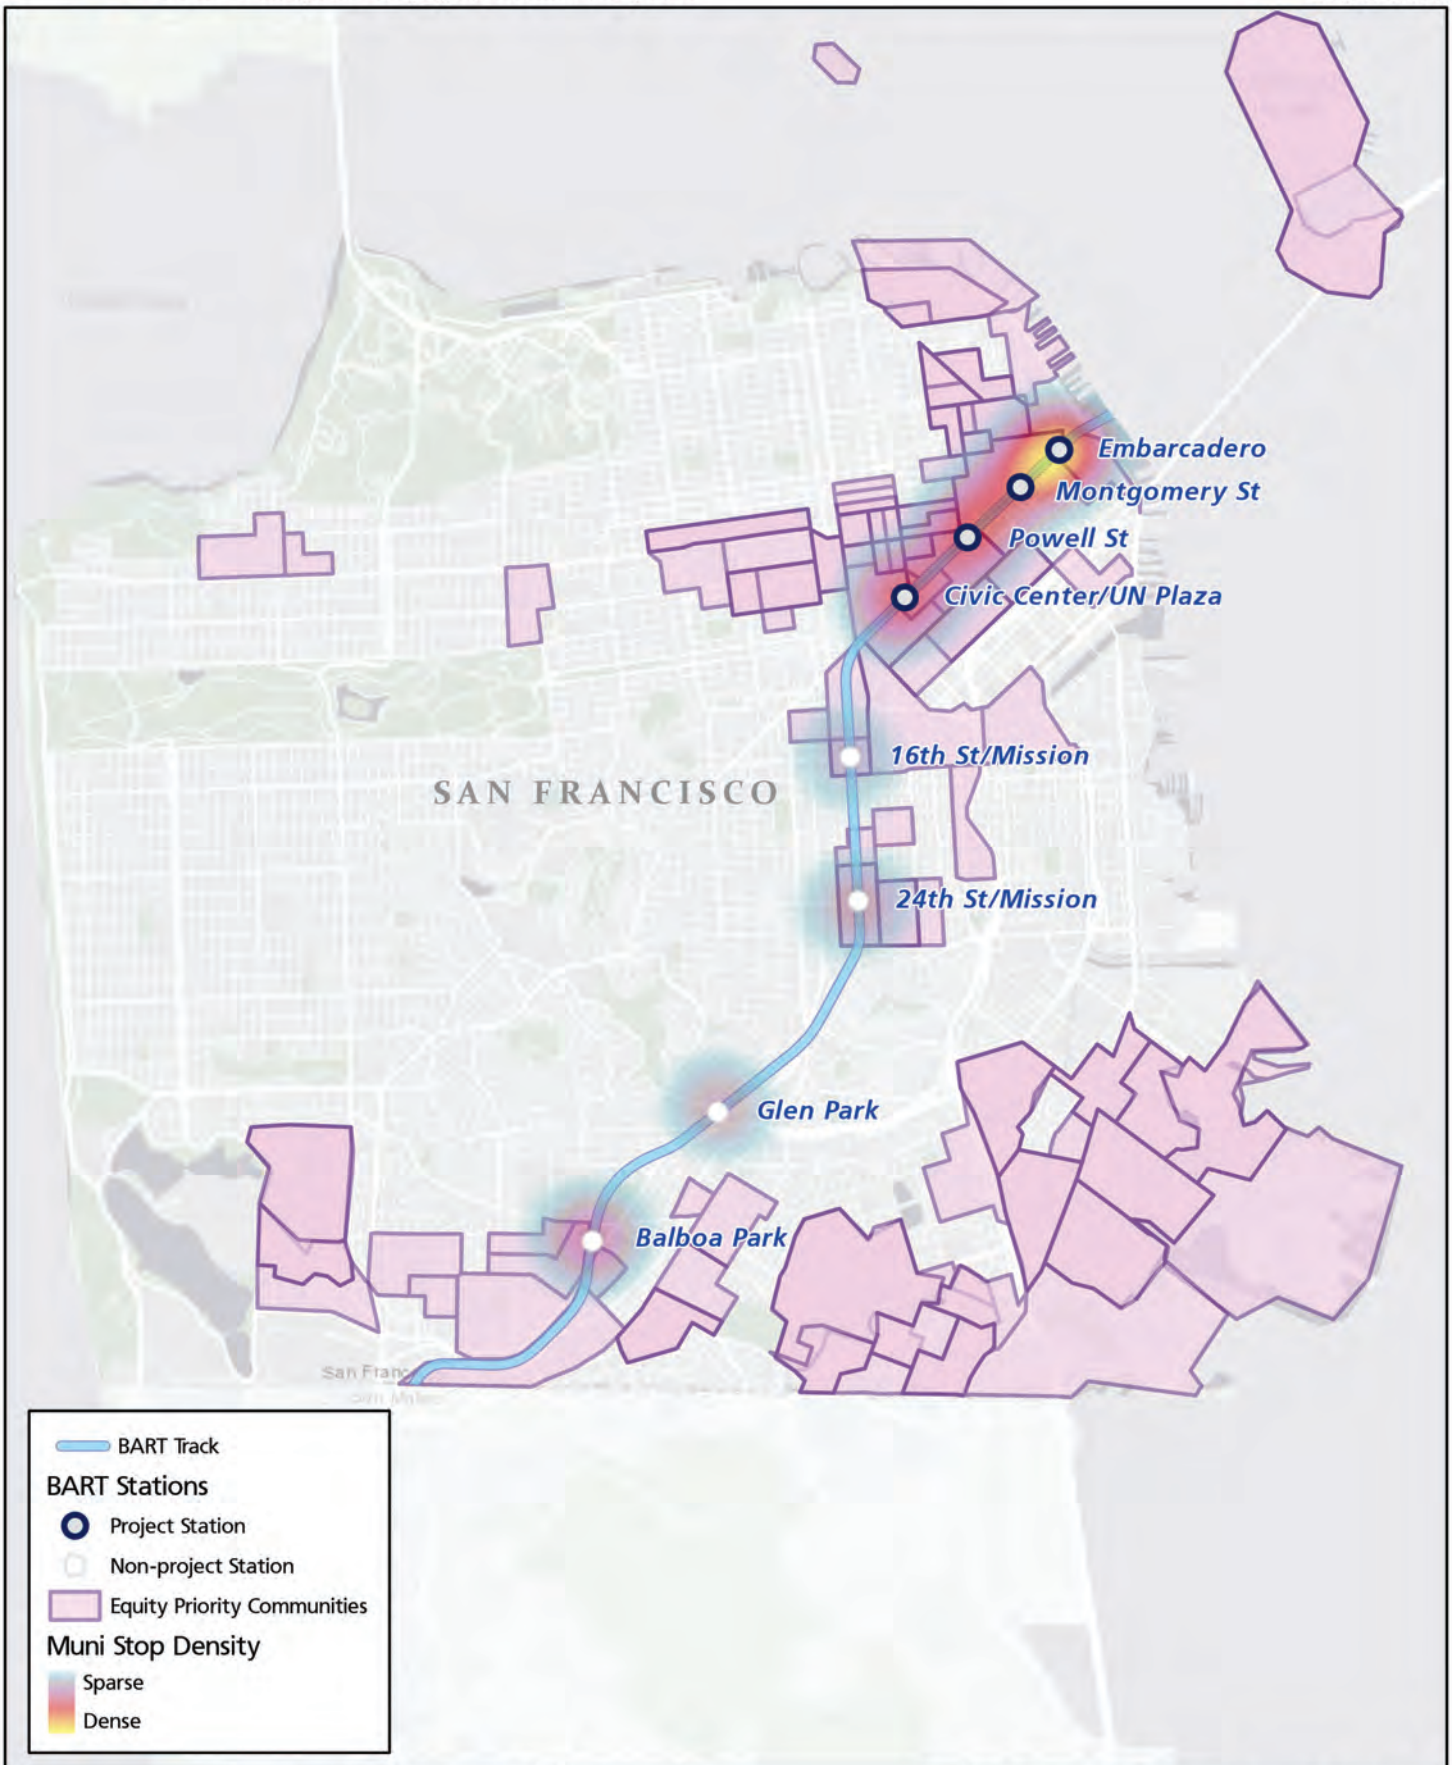 Embarcadero
Montgomery St
Powell St
Civic Center/UN Plaza
16th St/Mission
SAN FRANCISCO
24th St/Mission
Glen Park
Balboa Park
San Franc
BART Track
BART Stations
Project Station
Non-project Station
Equity Priority Communities
Muni Stop Density
Sparse
Dense